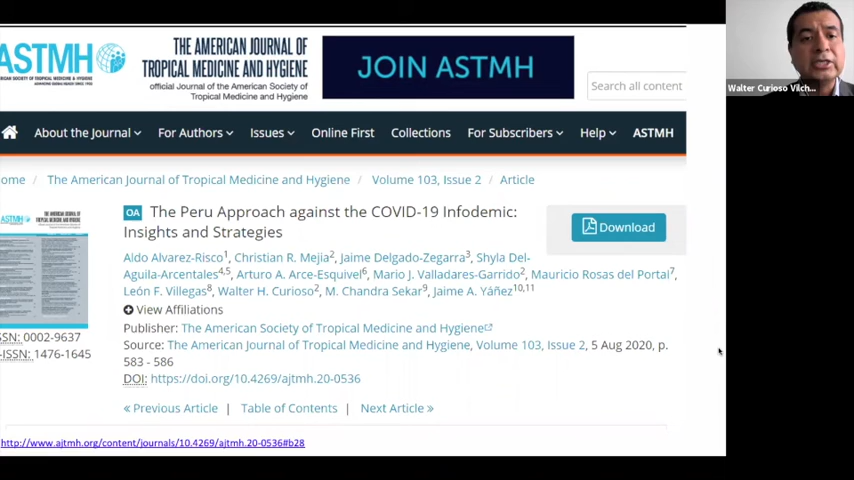 ASTMH
AMERICAN SOCIETY OF TROPICAL MEDICINE & HYGIENE
THE AMERICAN JOURNAL OF
TROPICAL MEDICINE AND HYGIENE
official Journal of the American Society of
Tropical Medicine and Hygiene
JOIN ASTMH
Search all content
Walter Curioso Vilch...
About the Journal
For Authors
Issues
Online First
Collections
For Subscribers
Help
ASTMH
ome / The American Journal of Tropical Medicine and Hygiene / Volume 103, Issue 2 / Article
OA The Peru Approach against the COVID-19 Infodemic:
Insights and Strategies
Download
Aldo Alvarez-Risco1, Christian R. Mejia2, Jaime Delgado-Zegarra3, Shyla Del-
Aguila-Arcentales4,5, Arturo A. Arce-Esquivel6, Mario J. Valladares-Garrido2, Mauricio Rosas del Portal7,
León F. Villegas8, Walter H. Curioso2, M. Chandra Sekar9, Jaime A. Yáñez10,11
View Affiliations
Publisher: The American Society of Tropical Medicine and Hygiene
Source: The American Journal of Tropical Medicine and Hygiene, Volume 103, Issue 2, 5 Aug 2020, p.
583 - 586
DOI: https://doi.org/10.4269/ajtmh.20-0536
SSN: 0002-9637
-ISSN: 1476-1645
« Previous Article | Table of Contents | Next Article »
http://www.ajtmh.org/content/journals/10.4269/ajtmh.20-0536#b28